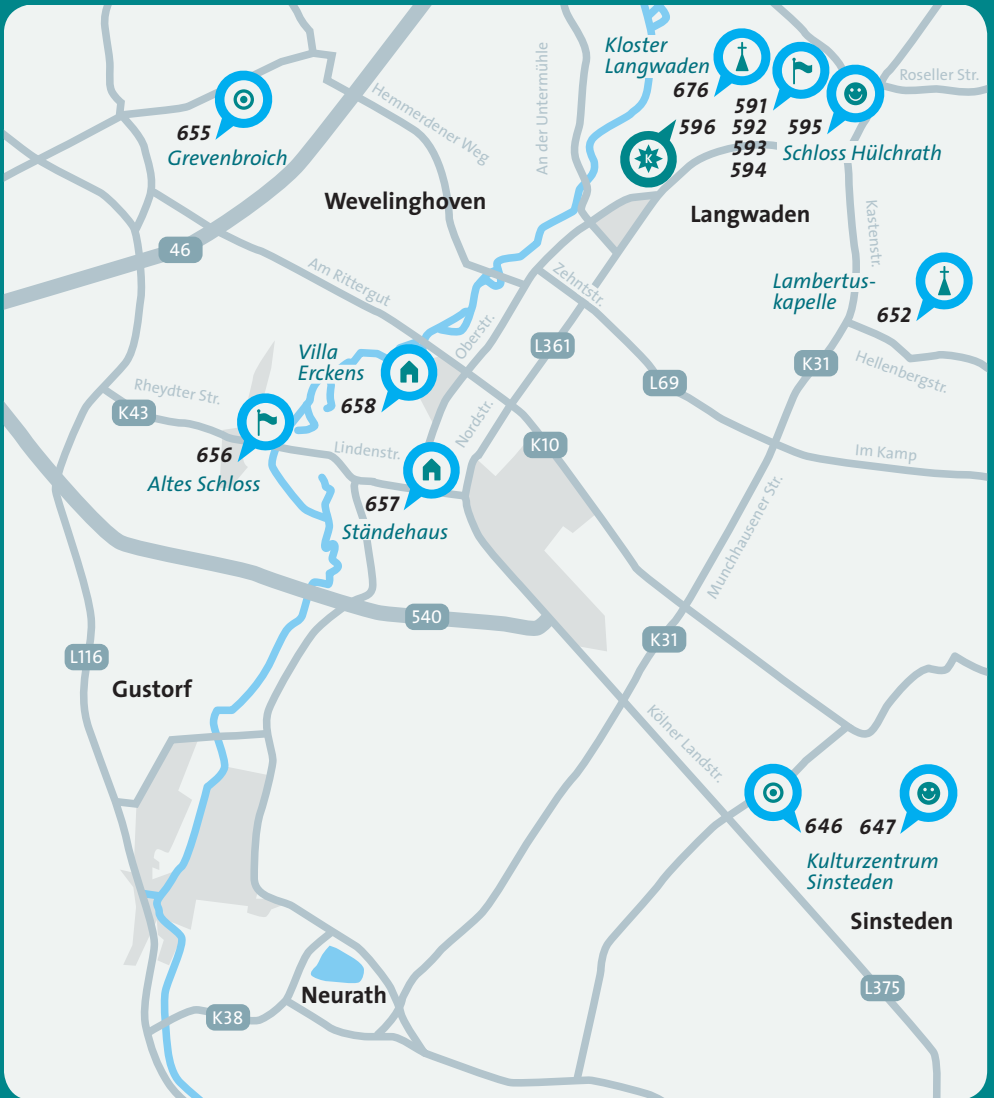 Kloster
Langwaden
676
591
592
593
594
595
596
Schloss Hülchrath
Roseller Str.
An der Untermühle
Hemmerdener Weg
655
Grevenbroich
Wevelinghoven
Langwaden
Kastenstr.
46
Am Rittergut
Zehntstr.
Lambertus-
kapelle
652
Oberstr.
L361
K31
Hellenbergstr.
Villa
Erckens
658
Rheydter Str.
K43
L69
Nordstr.
656
Altes Schloss
Lindenstr.
K10
Im Kamp
657
Ständehaus
Munchhausener Str.
540
K31
L116
Gustorf
Kölner Landstr.
646
647
Kulturzentrum
Sinsteden
Sinsteden
L375
Neurath
K38
K